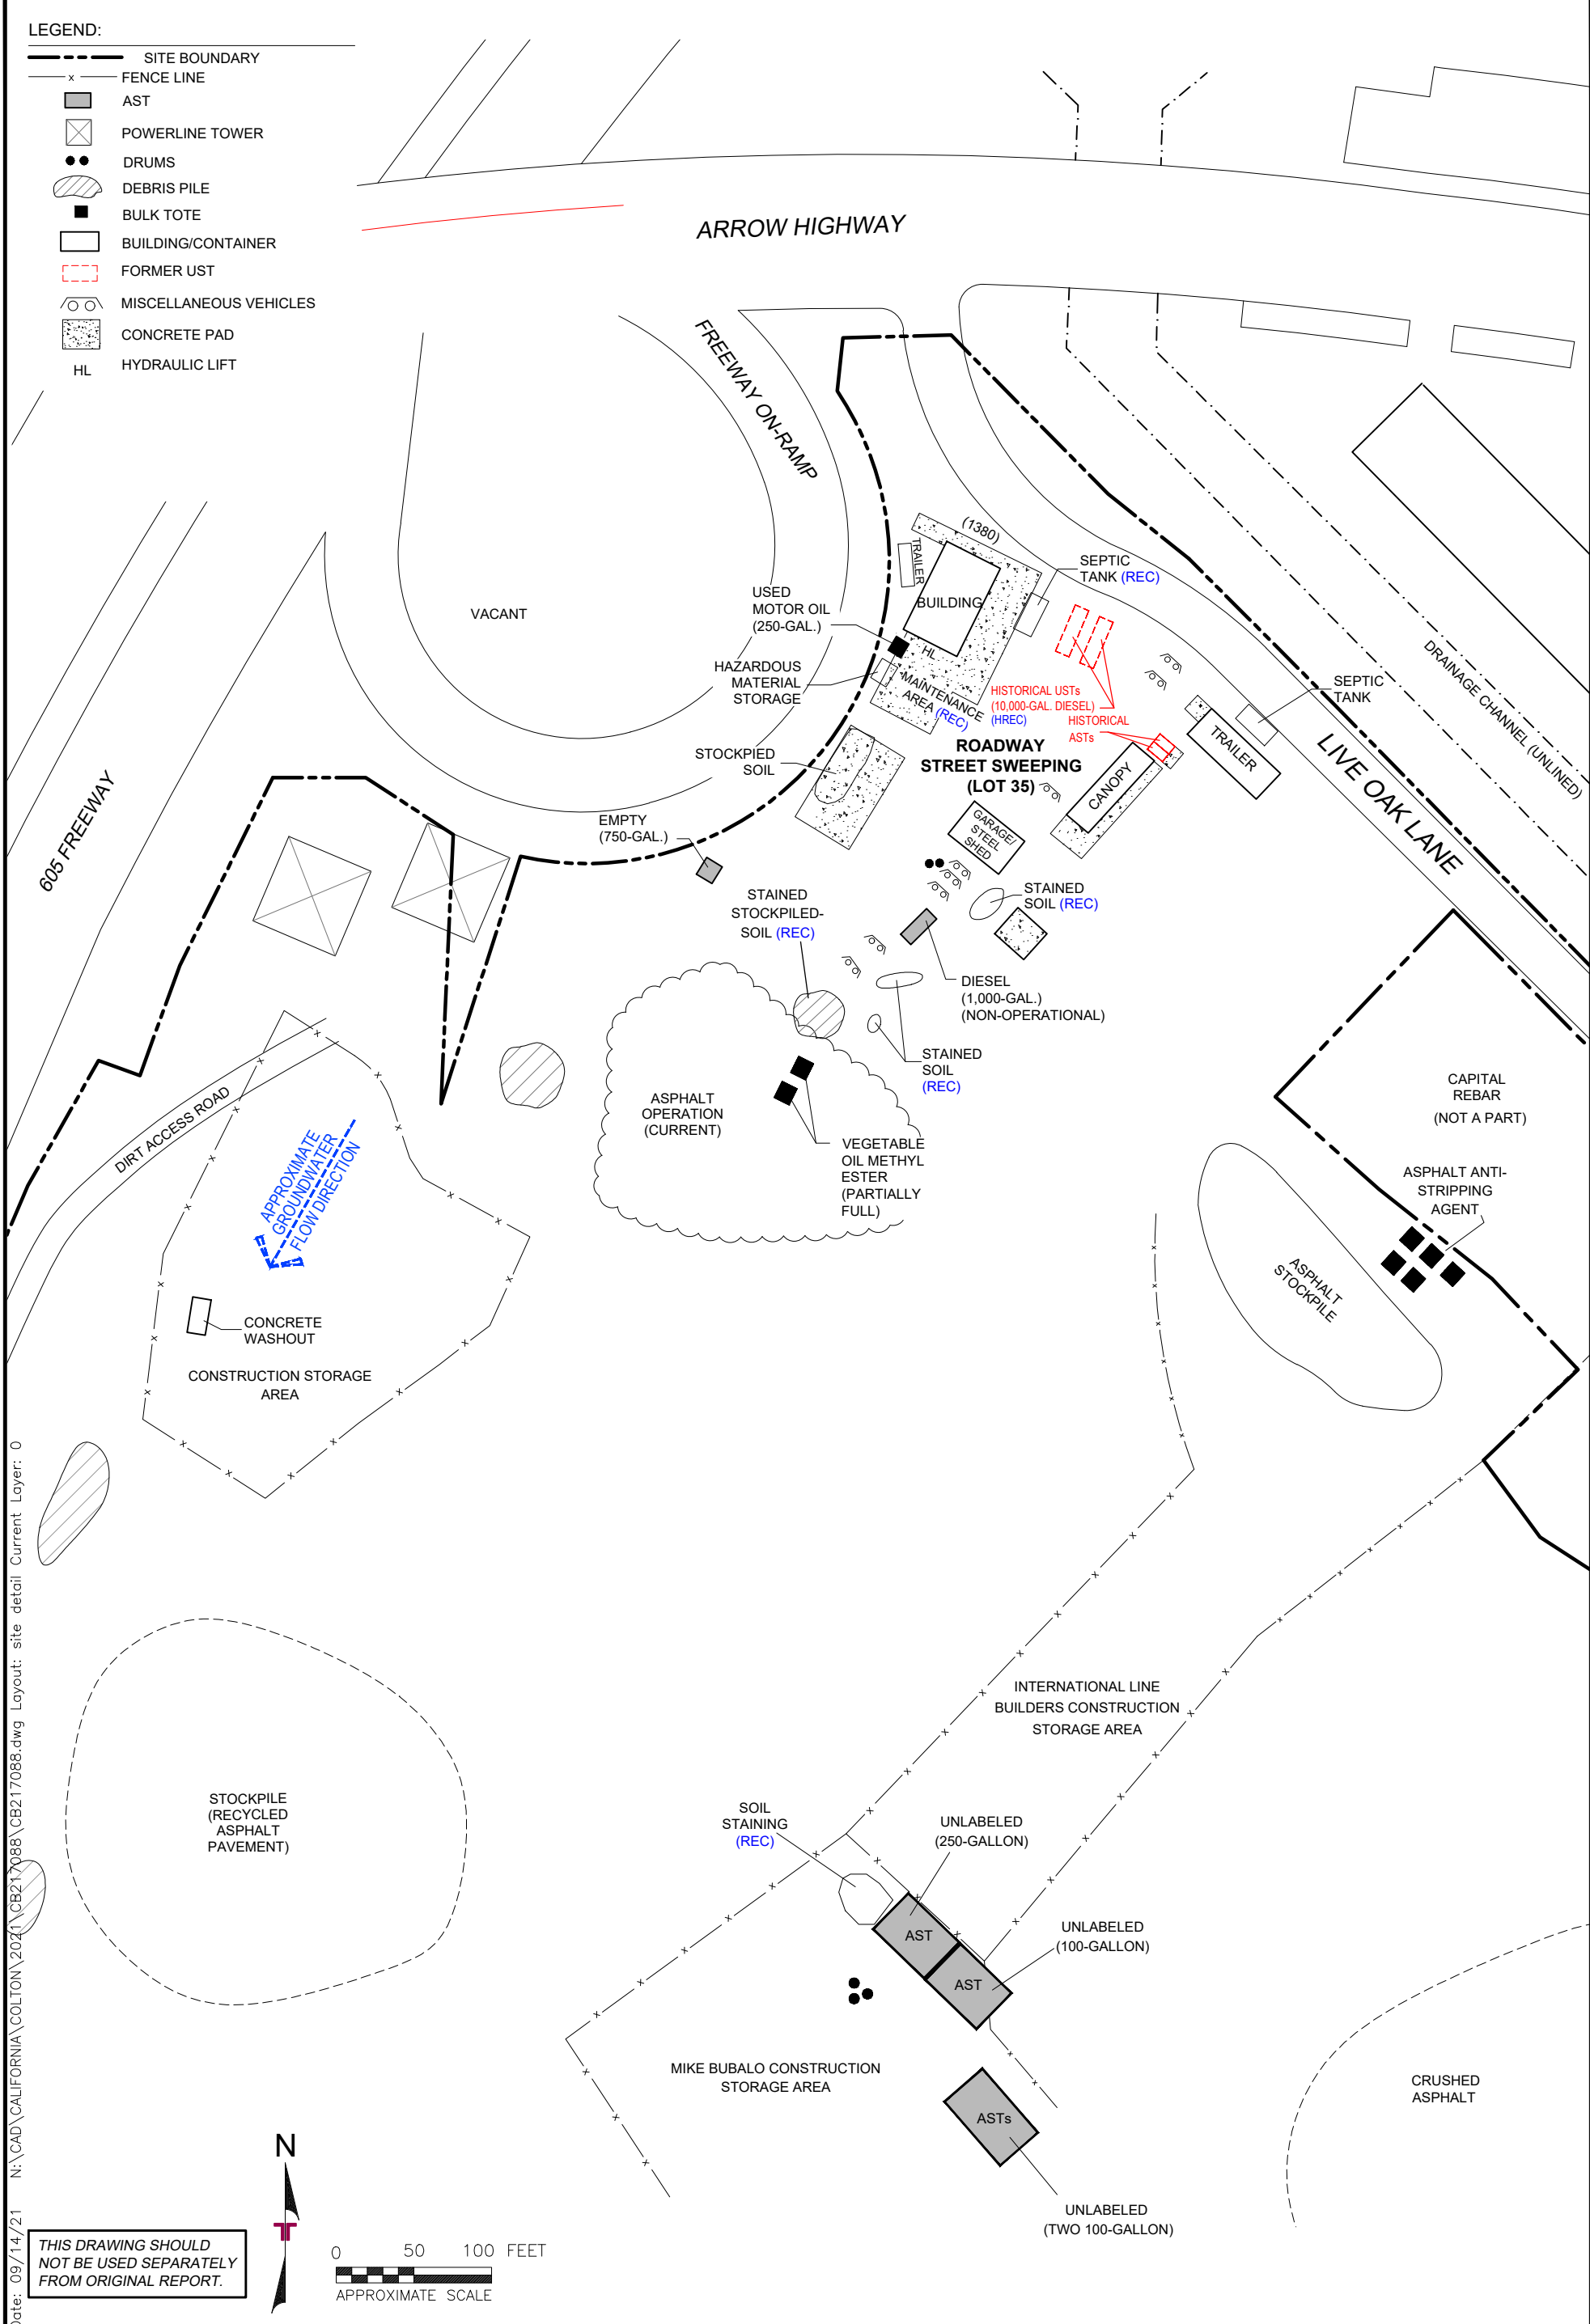 LEGEND:
SITE BOUNDARY
x
FENCE LINE
AST
POWERLINE TOWER
DRUMS
DEBRIS PILE
BULK TOTE
BUILDING/CONTAINER
FORMER UST
MISCELLANEOUS VEHICLES
CONCRETE PAD
HL
HYDRAULIC LIFT
ARROW HIGHWAY
FREEWAY ON-RAMP
605 FREEWAY
VACANT
(1380)
TRAILER
BUILDING
SEPTIC
TANK (REC)
USED
MOTOR OIL
(250-GAL.)
HL
HAZARDOUS
MATERIAL
STORAGE
MAINTENANCE
AREA (REC)
HISTORICAL USTs
(10,000-GAL. DIESEL)
(HREC)
HISTORICAL
ASTs
SEPTIC
TANK
TRAILER
DRAINAGE CHANNEL (UNLINED)
LIVE OAK LANE
STOCKPIED
SOIL
ROADWAY
STREET SWEEPING
(LOT 35)
CANOPY
GARAGE/
STEEL
SHED
EMPTY
(750-GAL.)
STAINED
STOCKPILED-
SOIL (REC)
STAINED
SOIL (REC)
DIESEL
(1,000-GAL.)
(NON-OPERATIONAL)
STAINED
SOIL
(REC)
ASPHALT
OPERATION
(CURRENT)
VEGETABLE
OIL METHYL
ESTER
(PARTIALLY
FULL)
CAPITAL
REBAR
(NOT A PART)
ASPHALT ANTI-
STRIPPING
AGENT
ASPHALT
STOCKPILE
DIRT ACCESS ROAD
APPROXIMATE
GROUNDWATER
FLOW DIRECTION
CONCRETE
WASHOUT
CONSTRUCTION STORAGE
AREA
INTERNATIONAL LINE
BUILDERS CONSTRUCTION
STORAGE AREA
STOCKPILE
(RECYCLED
ASPHALT
PAVEMENT)
SOIL
STAINING
(REC)
UNLABELED
(250-GALLON)
AST
UNLABELED
(100-GALLON)
AST
MIKE BUBALO CONSTRUCTION
STORAGE AREA
ASTs
UNLABELED
(TWO 100-GALLON)
CRUSHED
ASPHALT
N
THIS DRAWING SHOULD
NOT BE USED SEPARATELY
FROM ORIGINAL REPORT.
0 50 100 FEET
APPROXIMATE SCALE
Date: 09/14/21 N:\CAD\CALIFORNIA\COLTON\2021\CB217088\CB217088.dwg Layout: site detail Current Layer: 0